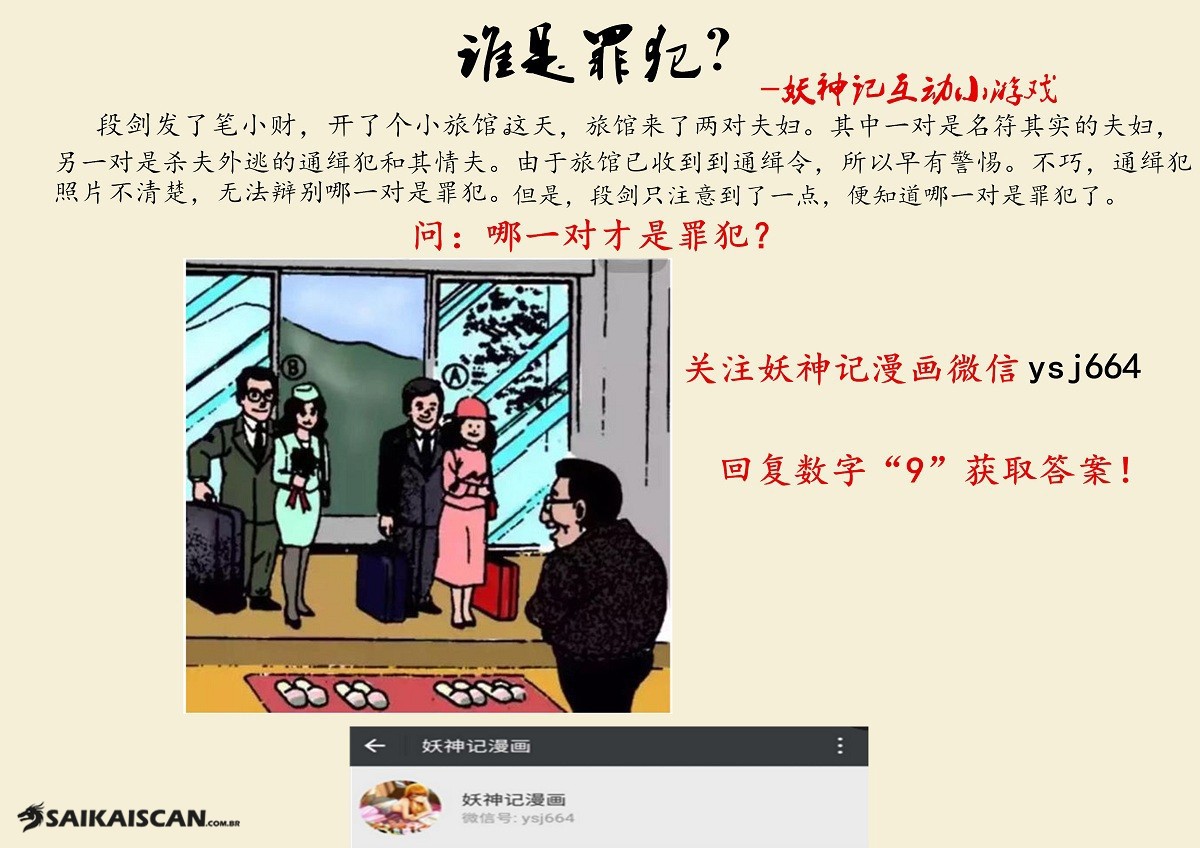 谁是罪犯?
-妖神记互动小游戏
段剑发了笔小财，开了个小旅馆这天，旅馆来了两对夫妇。其中一对是名符其实的夫妇，
另一对是杀夫外逃的通缉犯和其情夫。由于旅馆已收到到通缉令，所以早有警惕。不巧，通缉犯
照片不清楚，无法辩别哪一对是罪犯。但是，段剑只注意到了一点，便知道哪一对是罪犯了。
问：哪一对才是罪犯?
B
A
关注妖神记漫画微信 ysj664
回复数字“9”获取答案!
妖神记漫画
妖神记漫画
微信号: ysj664
SAIKAISCAN.COM.BR